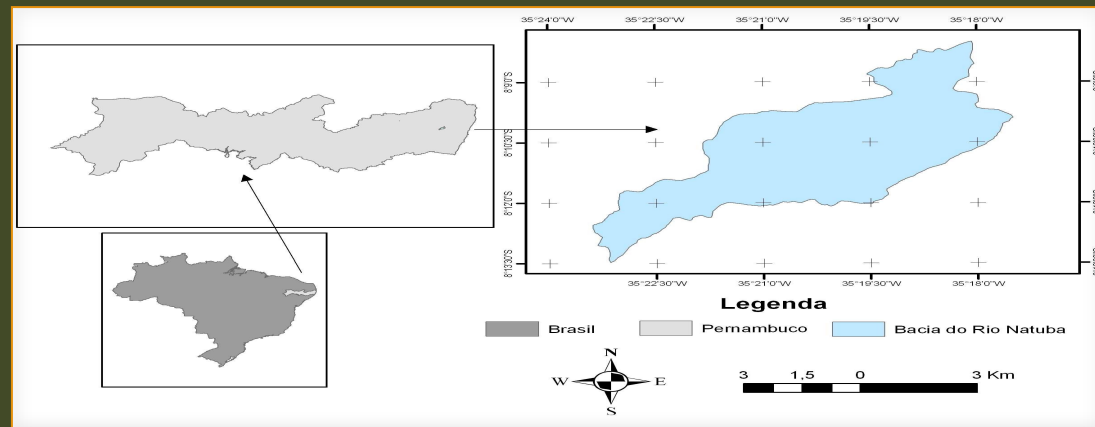 35°24'0"W 35°22'30"W 35°21'0"W 35°19'30"W 35°18'0"W
8°9'0"S
8°10'30"S
8°12'0"S
8°13'30"S
35°22'30"W 35°21'0"W 35°19'30"W 35°18'0"W
Legenda
Brasil Pernambuco Bacia do Rio Natuba
N
W E
S
3 1,5 0 3 Km